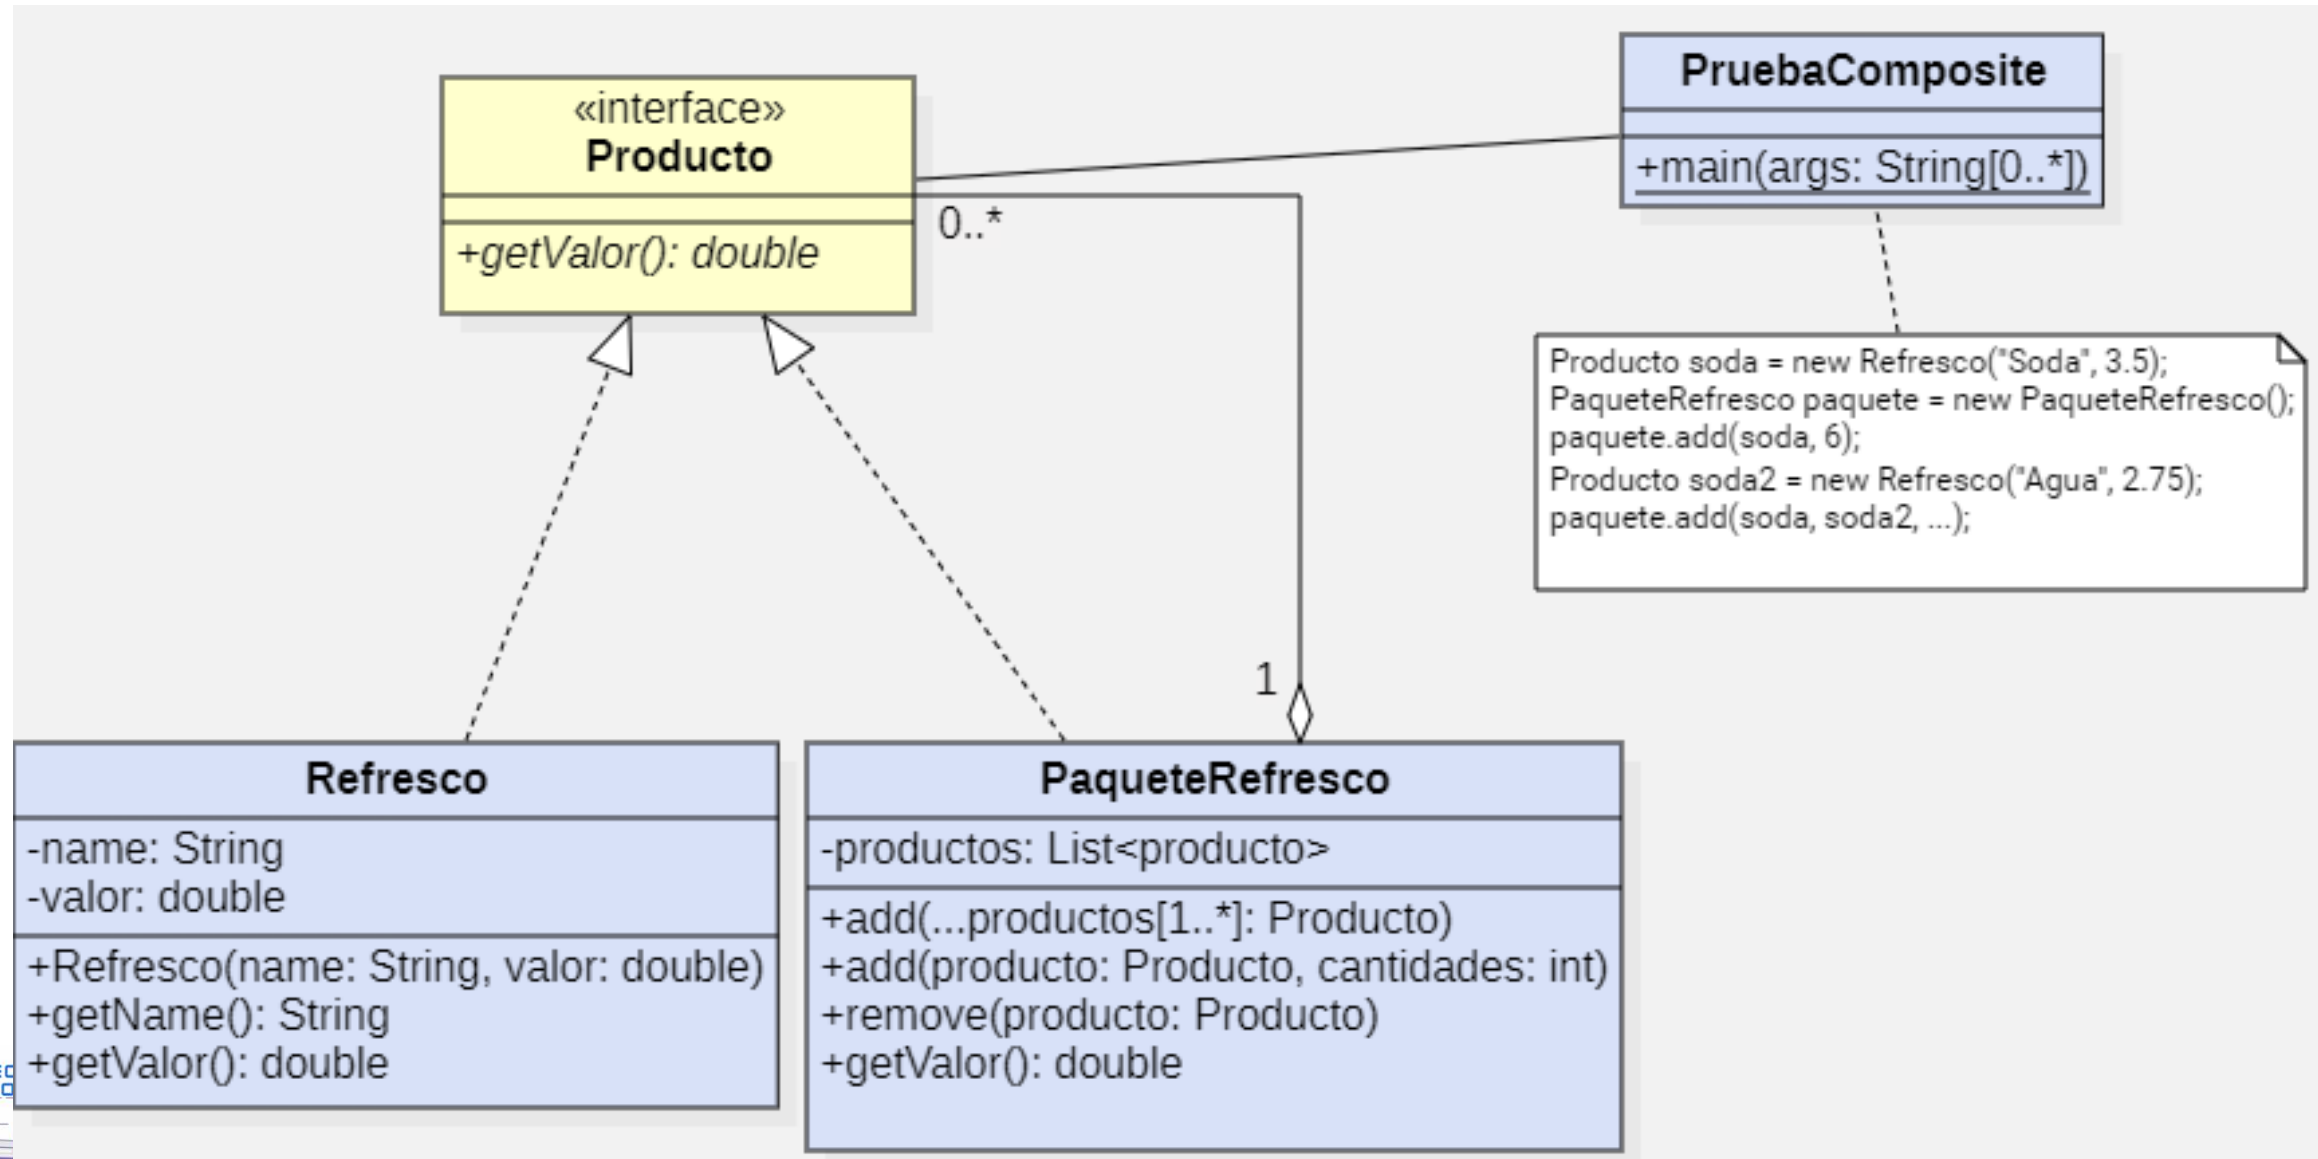 «interface»
Producto
+getValor(): double
0..*
PruebaComposite
+main(args: String[0..*])
Producto soda = new Refresco("Soda", 3.5);
PaqueteRefresco paquete = new PaqueteRefresco();
paquete.add(soda, 6);
Producto soda2 = new Refresco("Agua", 2.75);
paquete.add(soda, soda2, ...);
1
Refresco
-name: String
-valor: double
+Refresco(name: String, valor: double)
+getName(): String
+getValor(): double
PaqueteRefresco
-productos: List<producto>
+add(...productos[1..*]: Producto)
+add(producto: Producto, cantidades: int)
+remove(producto: Producto)
+getValor(): double